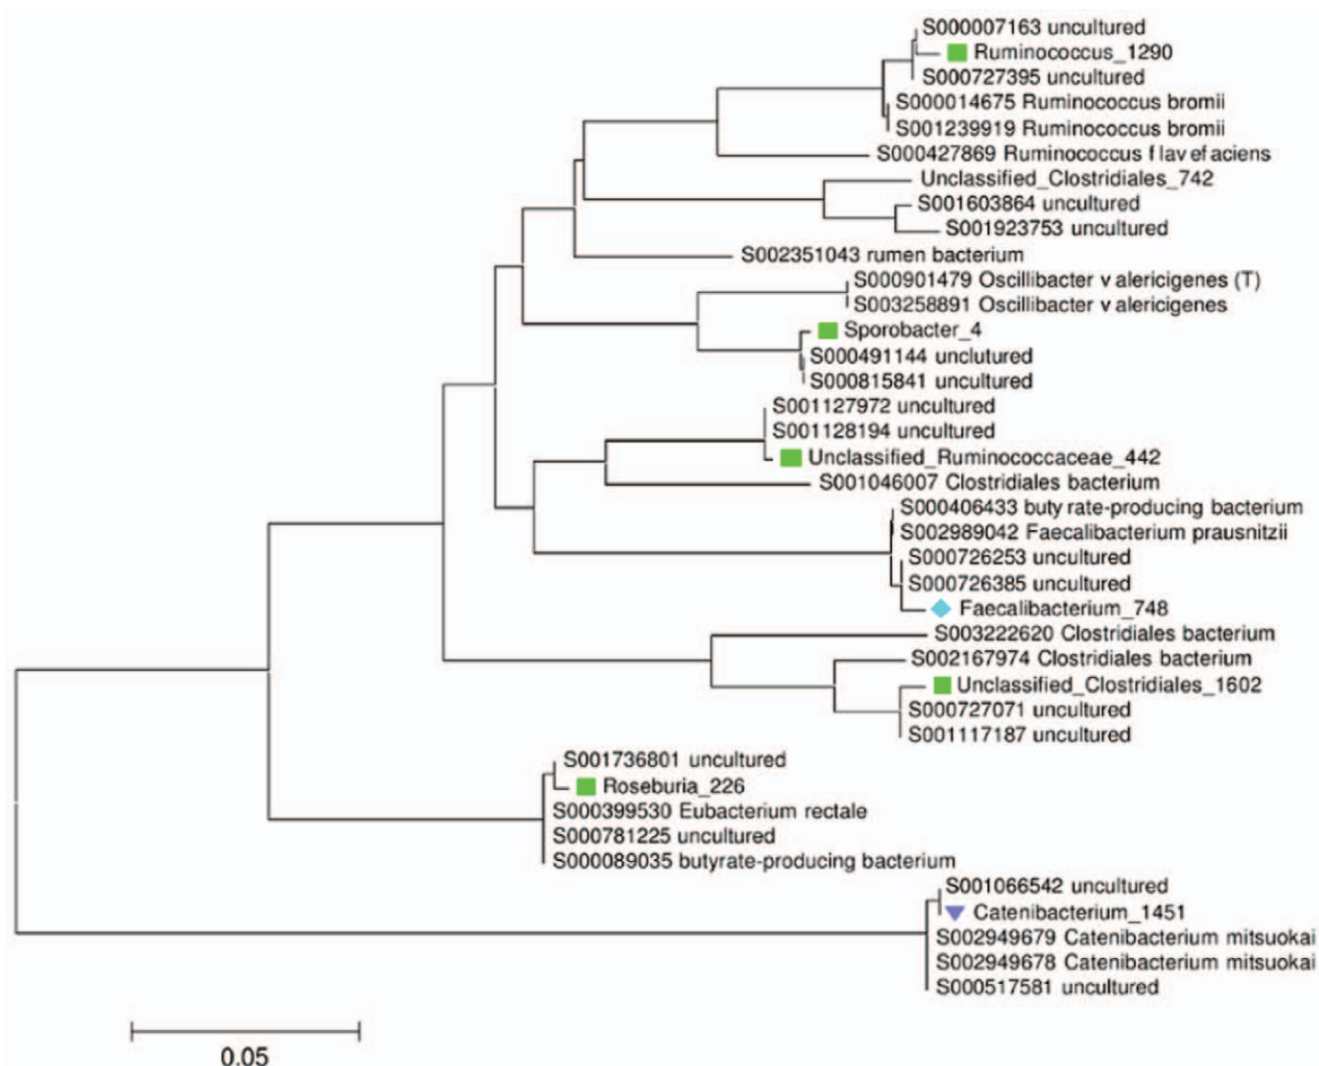 S000007163 uncultured
Ruminococcus_1290
S000727395 uncultured
S000014675 Ruminococcus bromii
S001239919 Ruminococcus bromii
S000427869 Ruminococcus f lav ef aciens
Unclassified_Clostridiales_742
S001603864 uncultured
S001923753 uncultured
S002351043 rumen bacterium
S000901479 Oscillibacter v alericigenes (T)
S003258891 Oscillibacter v alericigenes
Sporobacter_4
S000491144 unclutured
S000815841 uncultured
S001127972 uncultured
S001128194 uncultured
Unclassified_Ruminococcaceae_442
S001046007 Clostridiales bacterium
S000406433 buty rate-producing bacterium
S002989042 Faecalibacterium prausnitzii
S000726253 uncultured
S000726385 uncultured
Faecalibacterium_748
S003222620 Clostridiales bacterium
S002167974 Clostridiales bacterium
Unclassified_Clostridiales_1602
S000727071 uncultured
S001117187 uncultured
S001736801 uncultured
Roseburia_226
S000399530 Eubacterium rectale
S000781225 uncultured
S000089035 butyrate-producing bacterium
S001066542 uncultured
Catenibacterium_1451
S002949679 Catenibacterium mitsuokai
S002949678 Catenibacterium mitsuokai
S000517581 uncultured
0.05